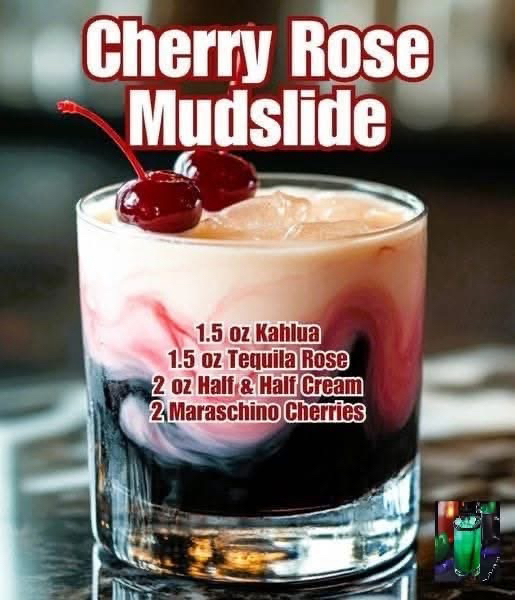 Cherry Rose
Mudslide
1.5 oz Kahlua
1.5 oz Tequila Rose
2 oz Half & Half Cream
2 Maraschino Cherries